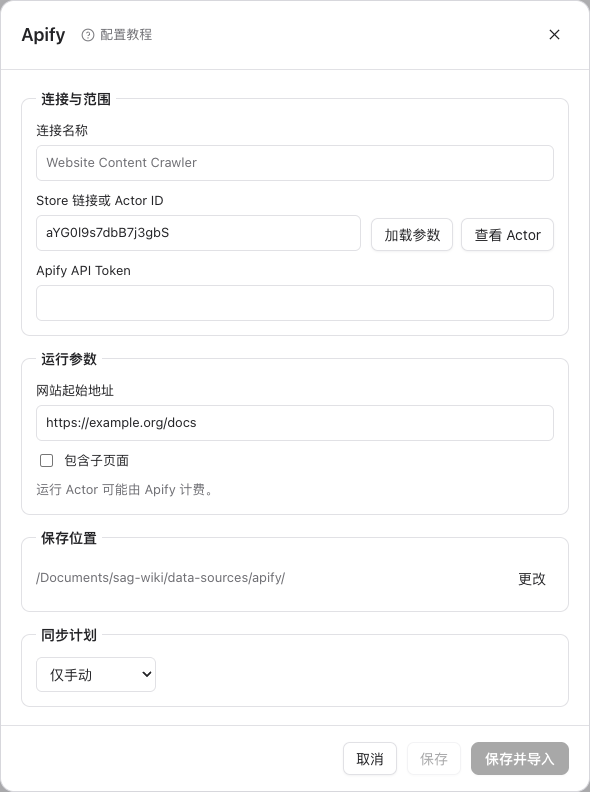 Apify
配置教程
连接与范围
连接名称
Website Content Crawler
Store 链接或 Actor ID
aYG0l9s7dbB7j3gbS
加载参数
查看 Actor
Apify API Token
运行参数
网站起始地址
https://example.org/docs
包含子页面
运行 Actor 可能由 Apify 计费。
保存位置
/Documents/sag-wiki/data-sources/apify/
更改
同步计划
仅手动
取消
保存
保存并导入